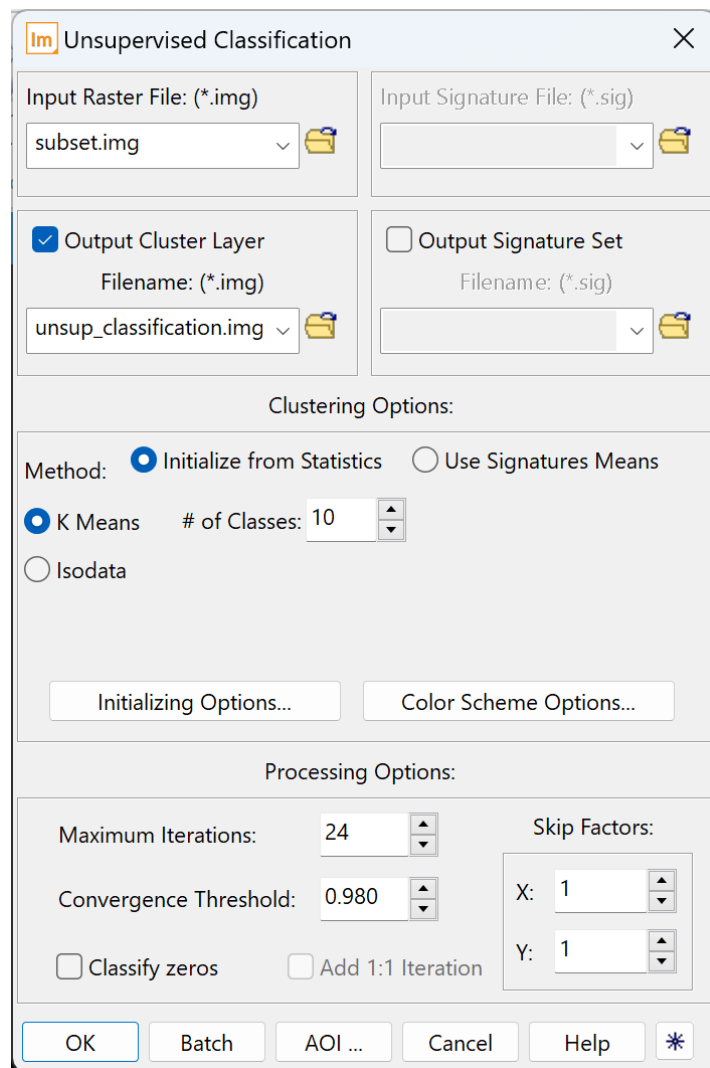 Im Unsupervised Classification
Input Raster File: (*.img)
Input Signature File: (*.sig)
subset.img
Output Cluster Layer
Output Signature Set
Filename: (*.img)
Filename: (*.sig)
unsup_classification.img
Clustering Options:
Method: Initialize from Statistics Use Signatures Means
K Means # of Classes: 10
Isodata
Initializing Options... Color Scheme Options...
Processing Options:
Maximum Iterations: 24
Skip Factors:
Convergence Threshold: 0.980
X: 1
Y: 1
Classify zeros Add 1:1 Iteration
OK Batch AOI ... Cancel Help